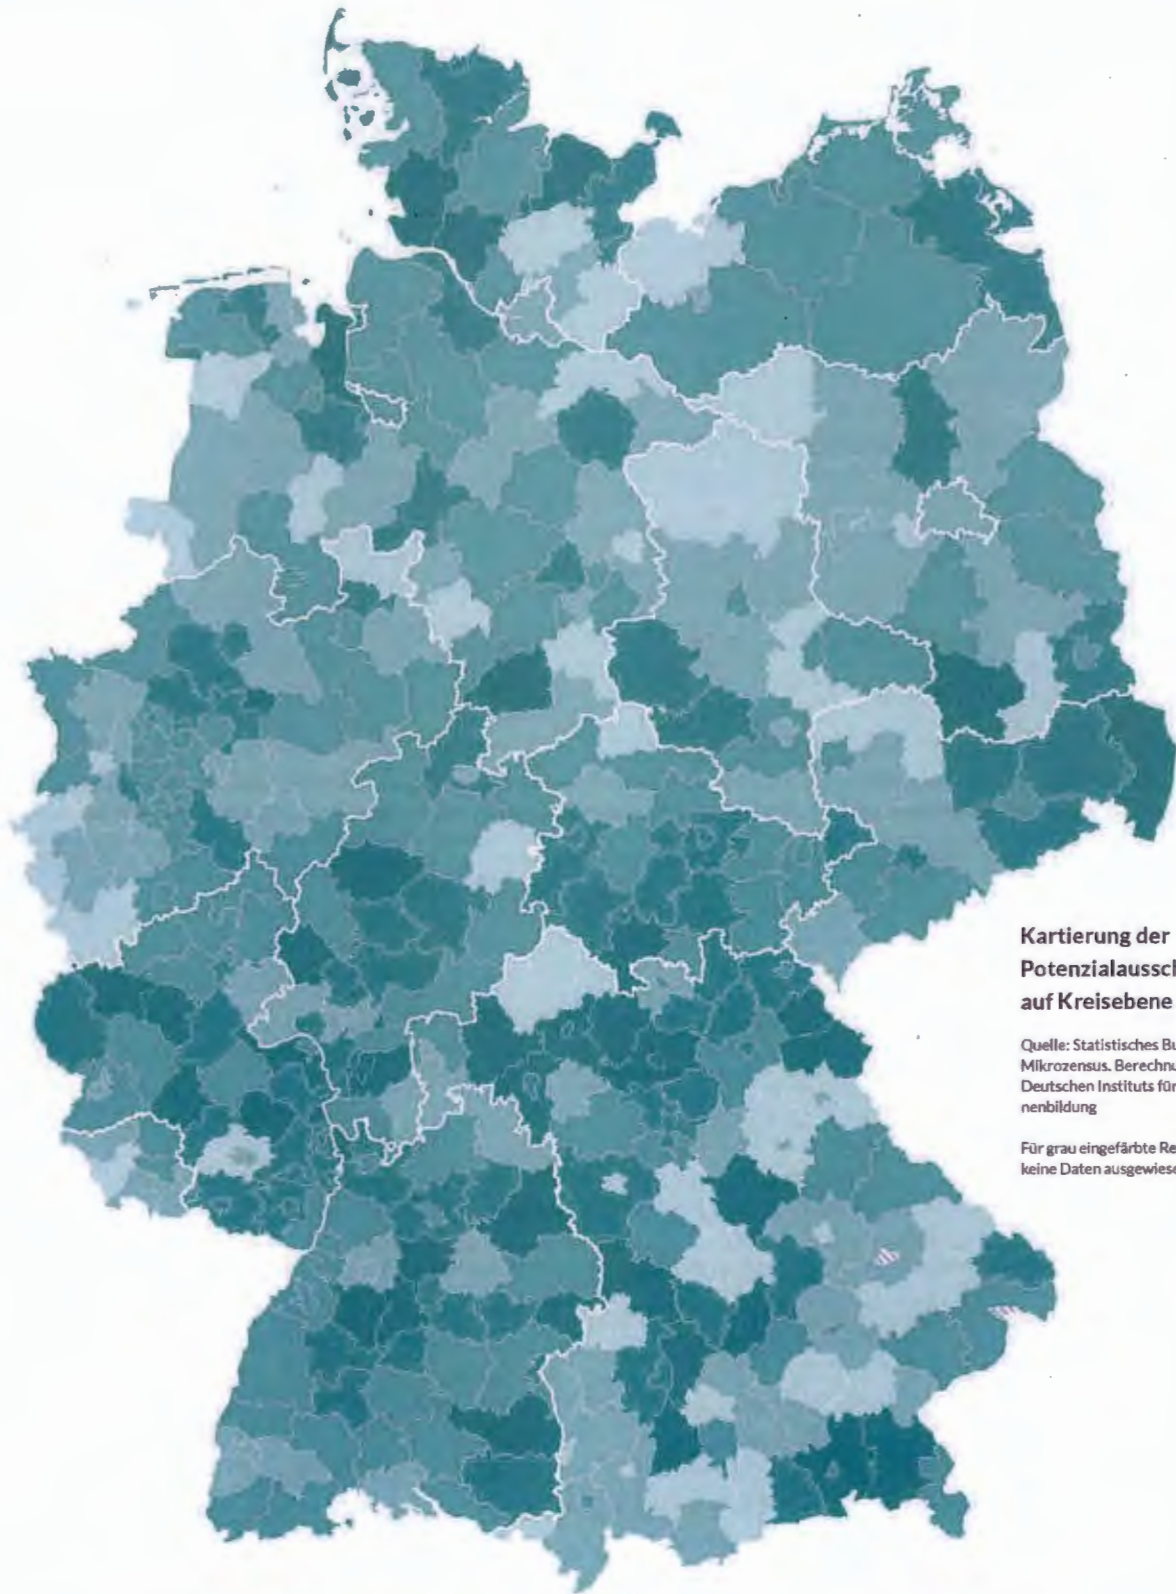 Kartierung der
Potenzialaussch
auf Kreisebene
Quelle: Statistisches Bu
Mikrozensus. Berechnu
Deutschen Instituts für
nenbildung
Für grau eingefärbte Re
keine Daten ausgewiese